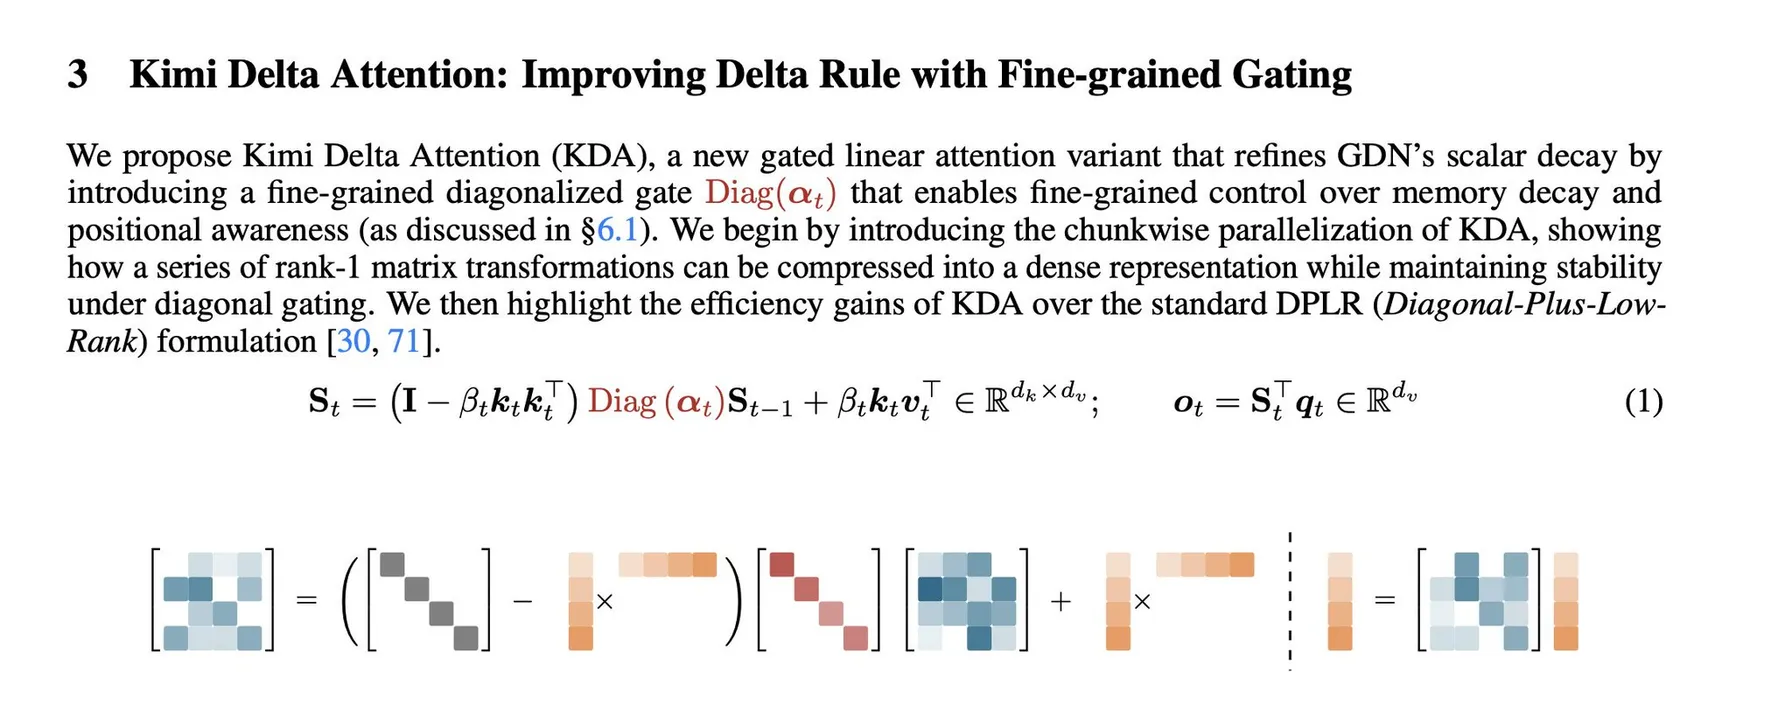 3 Kimi Delta Attention: Improving Delta Rule with Fine-grained Gating
We propose Kimi Delta Attention (KDA), a new gated linear attention variant that refines GDN’s scalar decay by
introducing a fine-grained diagonalized gate Diag(αₜ) that enables fine-grained control over memory decay and
positional awareness (as discussed in §6.1). We begin by introducing the chunkwise parallelization of KDA, showing
how a series of rank-1 matrix transformations can be compressed into a dense representation while maintaining stability
under diagonal gating. We then highlight the efficiency gains of KDA over the standard DPLR (Diagonal-Plus-Low-
Rank) formulation [30, 71].
Sₜ = (I − βₜkₜkₜ^⊤) Diag (αₜ)Sₜ₋₁ + βₜkₜvₜ^⊤ ∈ ℝ^{d_k×d_v}; oₜ = Sₜ^⊤qₜ ∈ ℝ^{d_v} (1)
= ( − × ) + × =